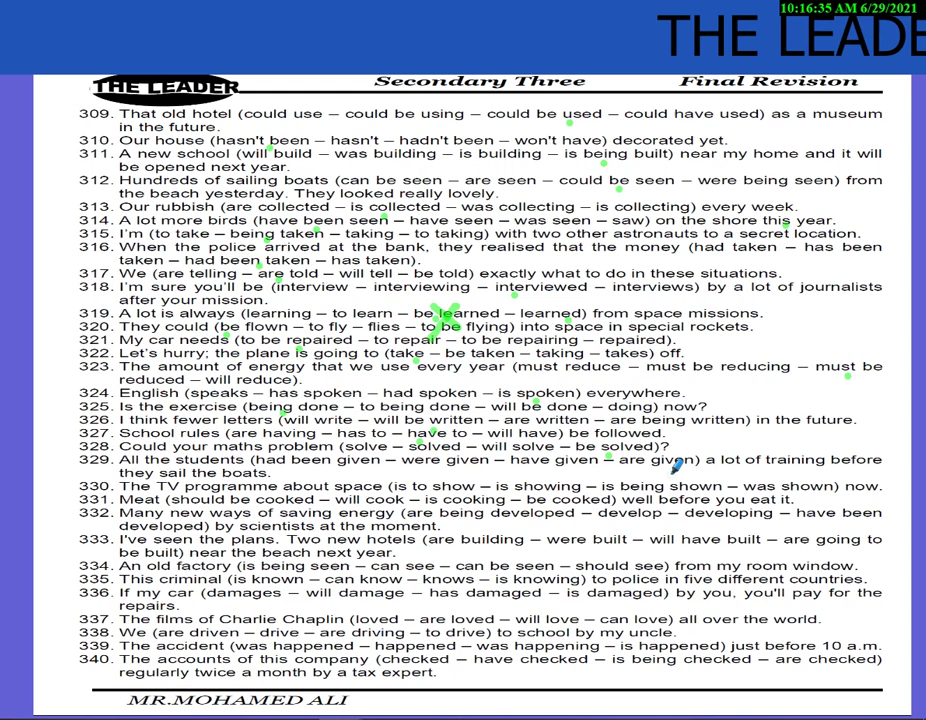 10:16:35 AM 6/29/2021
THE LEADE
THE LEADER Secondary Three Final Revision
309. That old hotel (could use – could be using – could be used – could have used) as a museum
in the future.
310. Our house (hasn't been – hasn't - hadn't been – won't have) decorated yet.
311. A new school (will build – was building – is building – is being built) near my home and it will
be opened next year.
312. Hundreds of sailing boats (can be seen – are seen – could be seen – were being seen) from
the beach yesterday. They looked really lovely.
313. Our rubbish (are collected – is collected – was collecting – is collecting) every week.
314. A lot more birds (have been seen – have seen – was seen – saw) on the shore this year.
315. I'm (to take – being taken – taking – to taking) with two other astronauts to a secret location.
316. When the police arrived at the bank, they realised that the money (had taken – has been
taken – had been taken – has taken).
317. We (are telling – are told – will tell – be told) exactly what to do in these situations.
318. I'm sure you'll be (interview – interviewing – interviewed – interviews) by a lot of journalists
after your mission.
319. A lot is always (learning – to learn – be learned – learned) from space missions.
320. They could (be flown – to fly – flies – to be flying) into space in special rockets.
321. My car needs (to be repaired – to repair – to be repairing – repaired).
322. Let's hurry; the plane is going to (take – be taken – taking – takes) off.
323. The amount of energy that we use every year (must reduce – must be reducing – must be
reduced – will reduce).
324. English (speaks – has spoken – had spoken – is spoken) everywhere.
325. Is the exercise (being done – to being done – will be done – doing) now?
326. I think fewer letters (will write – will be written – are written – are being written) in the future.
327. School rules (are having – has to – have to – will have) be followed.
328. Could your maths problem (solve – solved – will solve – be solved)?
329. All the students (had been given – were given – have given – are given) a lot of training before
they sail the boats.
330. The TV programme about space (is to show – is showing – is being shown – was shown) now.
331. Meat (should be cooked – will cook – is cooking – be cooked) well before you eat it.
332. Many new ways of saving energy (are being developed – develop – developing – have been
developed) by scientists at the moment.
333. I've seen the plans. Two new hotels (are building – were built – will have built – are going to
be built) near the beach next year.
334. An old factory (is being seen – can see – can be seen – should see) from my room window.
335. This criminal (is known – can know – knows – is knowing) to police in five different countries.
336. If my car (damages – will damage – has damaged – is damaged) by you, you'll pay for the
repairs.
337. The films of Charlie Chaplin (loved – are loved – will love – can love) all over the world.
338. We (are driven – drive – are driving – to drive) to school by my uncle.
339. The accident (was happened – happened – was happening – is happened) just before 10 a.m.
340. The accounts of this company (checked – have checked – is being checked – are checked)
regularly twice a month by a tax expert.
MR.MOHAMED ALI